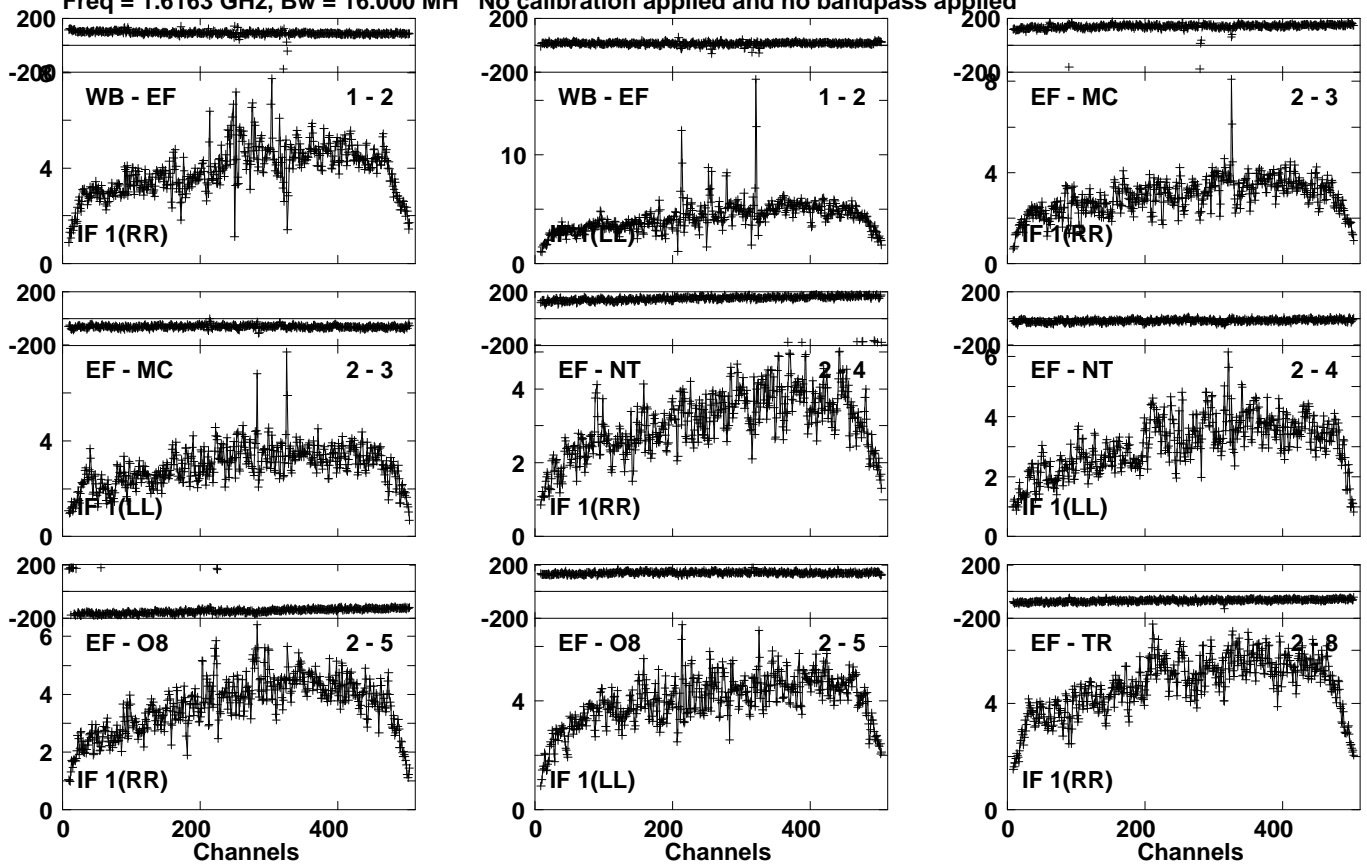 Freq = 1.6163 GHz, Bw = 16.000 MH No calibration applied and no bandpass applied
200
-200
8
WB - EF 1 - 2
4
IF 1(RR)
0
200
-200
WB - EF 1 - 2
10
IF 1(LL)
0
200
-200
8
EF - MC 2 - 3
4
IF 1(RR)
0
200
-200
EF - MC 2 - 3
4
IF 1(LL)
0
200
-200
EF - NT 2 - 4
4
2
IF 1(RR)
0
200
-200
6
EF - NT 2 - 4
4
2
IF 1(LL)
0
200
-200
6
EF - O8 2 - 5
4
2
IF 1(RR)
0
0 200 400
Channels
200
-200
EF - O8 2 - 5
4
IF 1(LL)
0
0 200 400
Channels
200
-200
EF - TR 2 - 8
4
IF 1(RR)
0
0 200 400
Channels